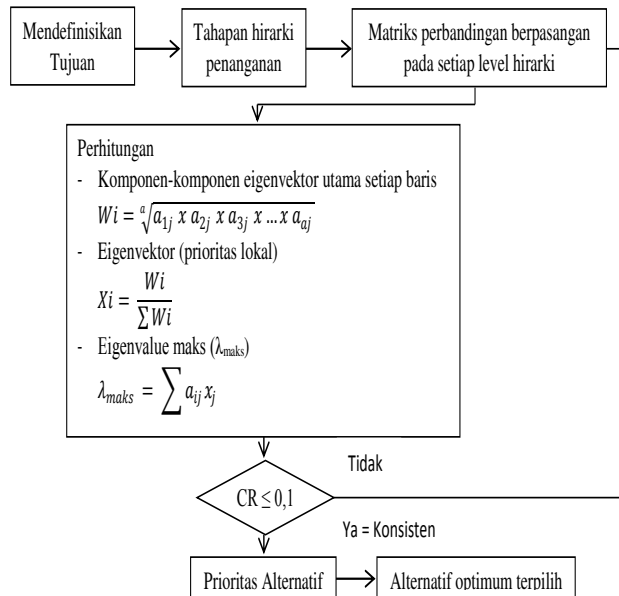 Mendefinisikan
Tujuan
Tahapan hirarki
penanganan
Matriks perbandingan berpasangan
pada setiap level hirarki
Perhitungan
- Komponen-komponen eigenvektor utama setiap baris
Wi = ᵃ√(a₁ⱼ x a₂ⱼ x a₃ⱼ x … x aₐⱼ)
- Eigenvektor (prioritas lokal)
Xi = Wi / ∑ Wi
- Eigenvalue maks (λmaks)
λmaks = ∑ aᵢⱼ xⱼ
Tidak
CR ≤ 0,1
Ya = Konsisten
Prioritas Alternatif
Alternatif optimum terpilih